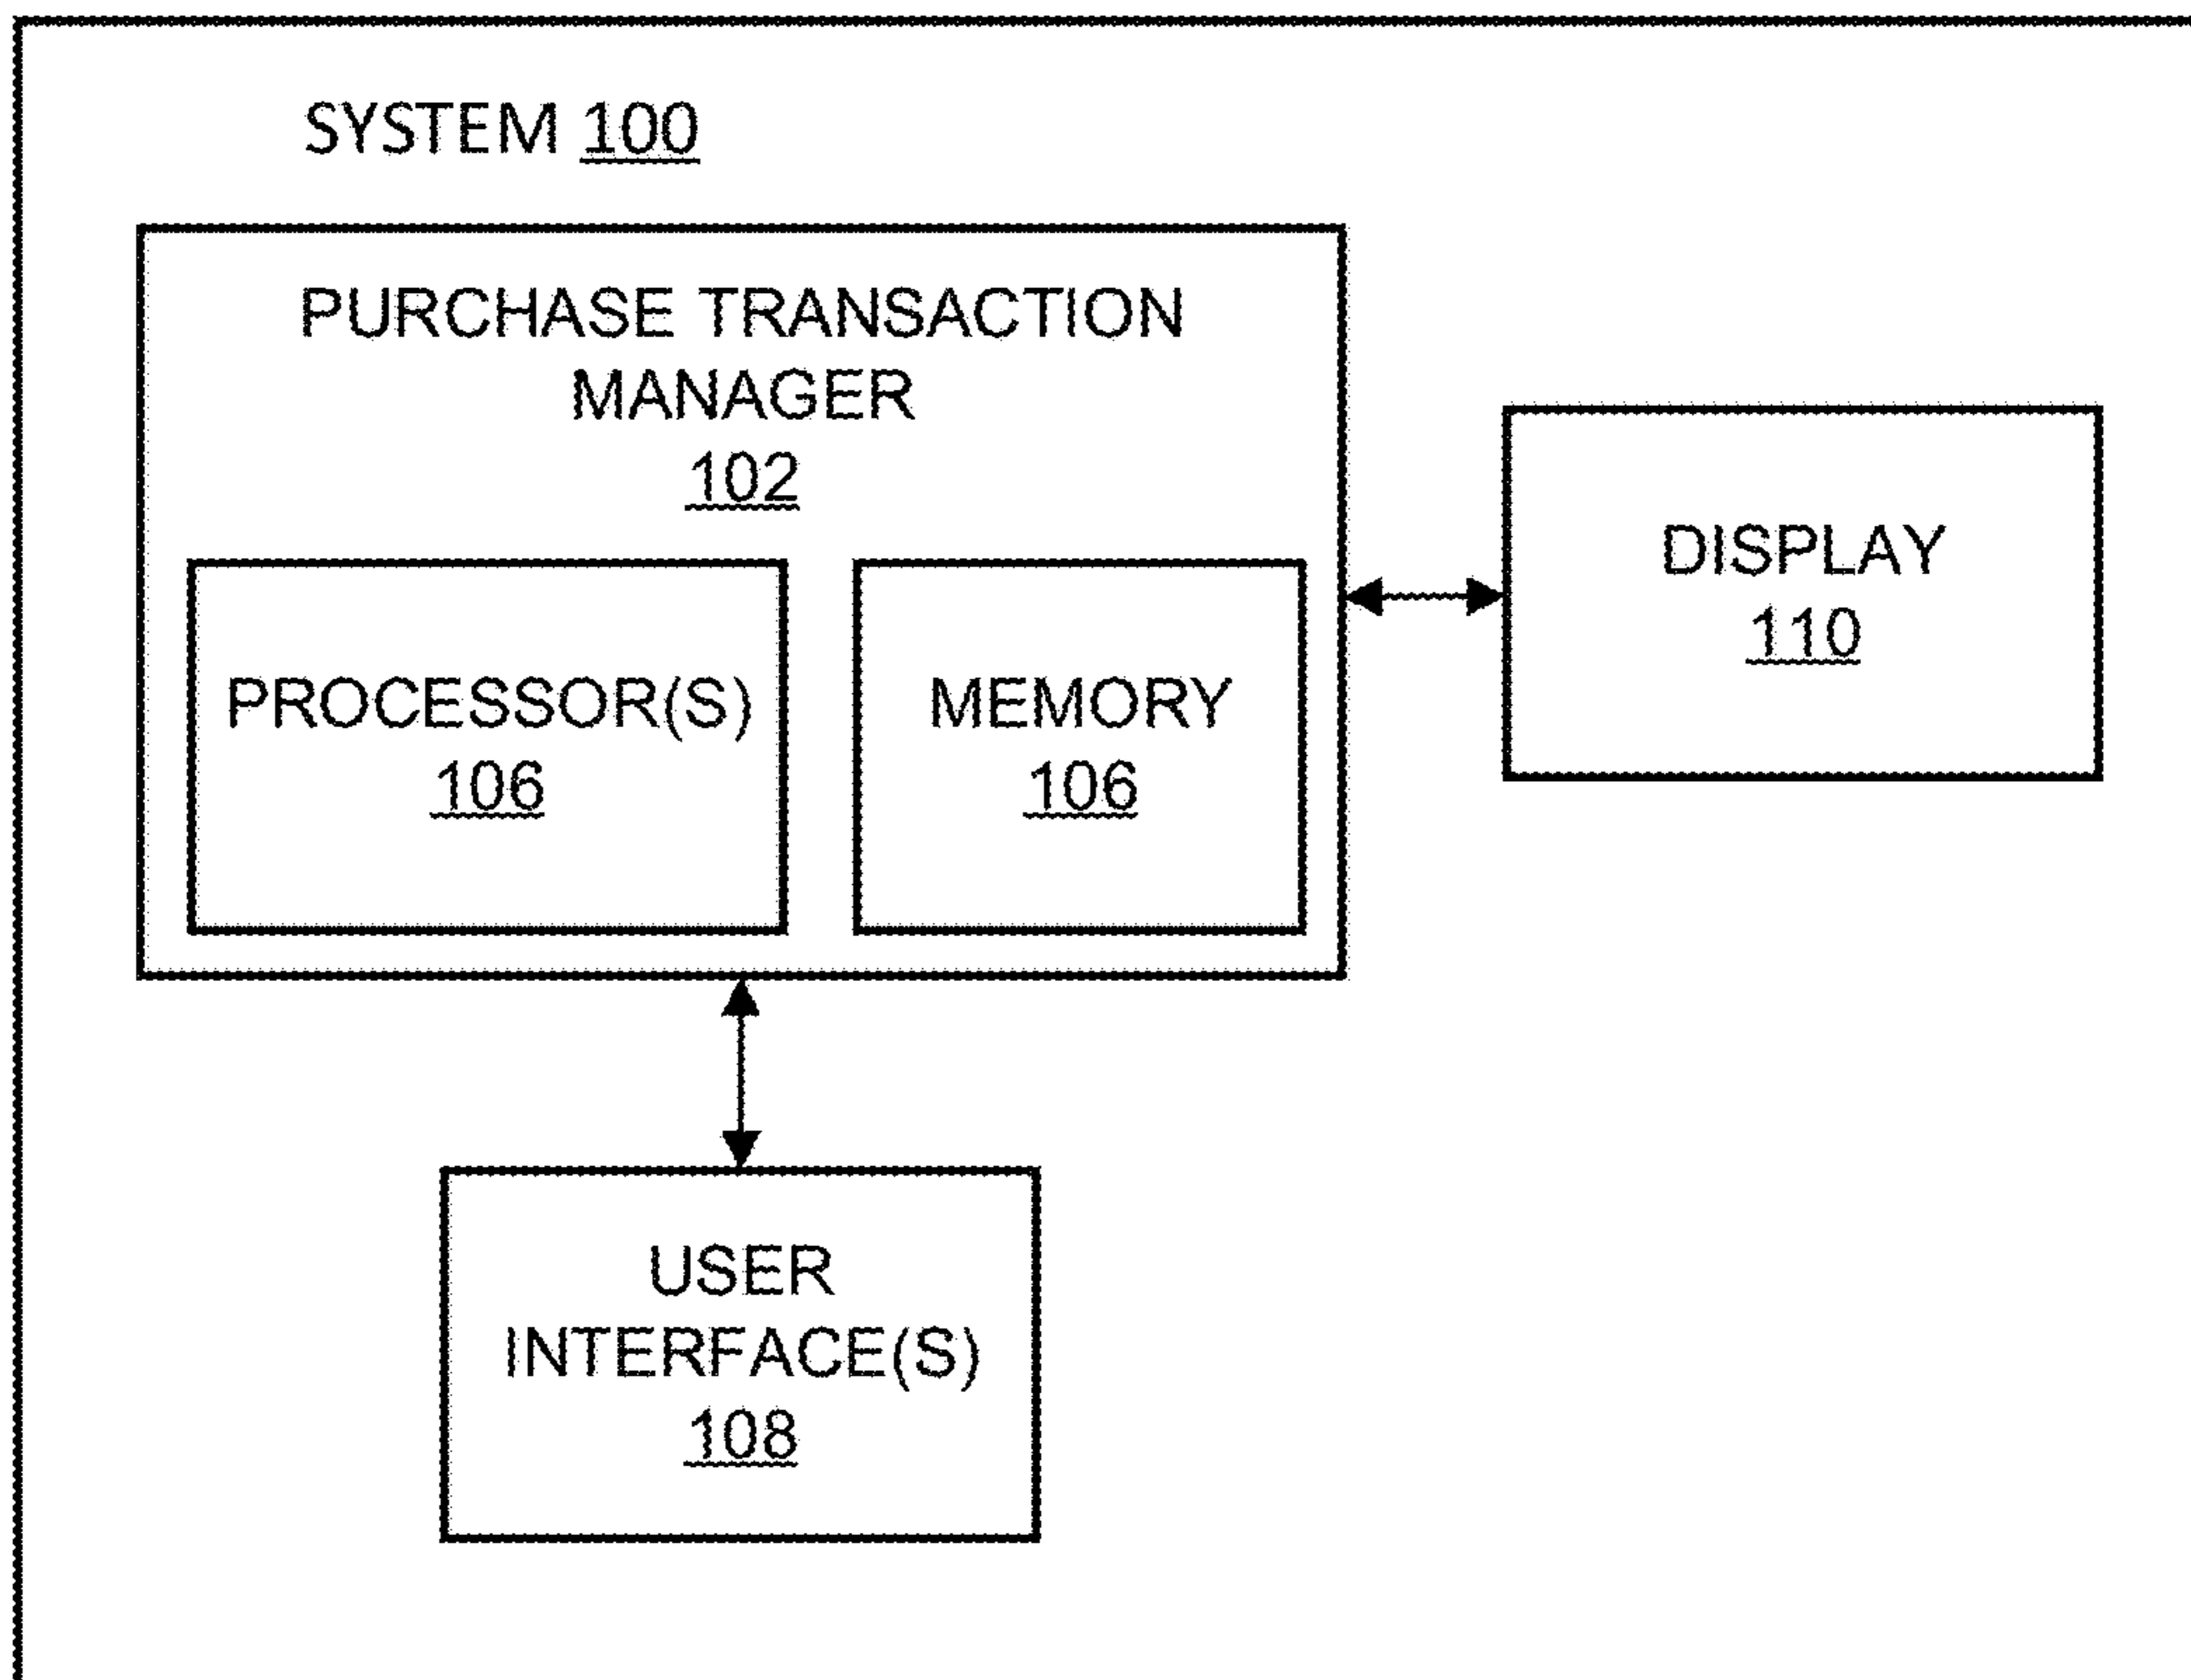 SYSTEM 100
PURCHASE TRANSACTION
MANAGER
102
PROCESSOR(S)
106
MEMORY
106
DISPLAY
110
USER
INTERFACE(S)
108